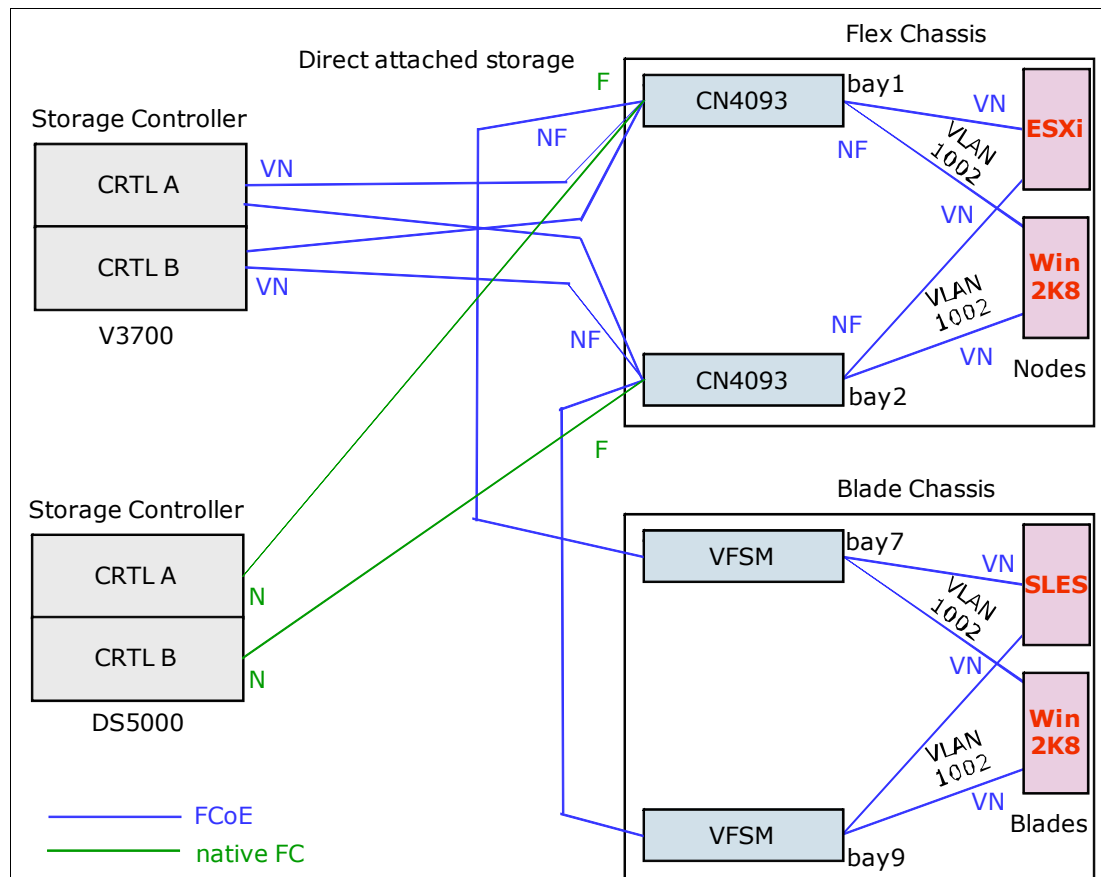 Flex Chassis
Direct attached storage
F
CN4093
bay1
VN
ESXi
VLAN
1002
NF
VN
Win
2K8
VLAN
1002
NF
VN
CN4093
bay2
Nodes
Storage Controller
NF
VN
CRTL A
CRTL B
VN
NF
V3700
F
Storage Controller
CRTL A
N
CRTL B
N
DS5000
Blade Chassis
VFSM
bay7
VN
SLES
VLAN
1002
VN
Win
2K8
VLAN
1002
VN
VFSM
bay9
Blades
FCoE
native FC